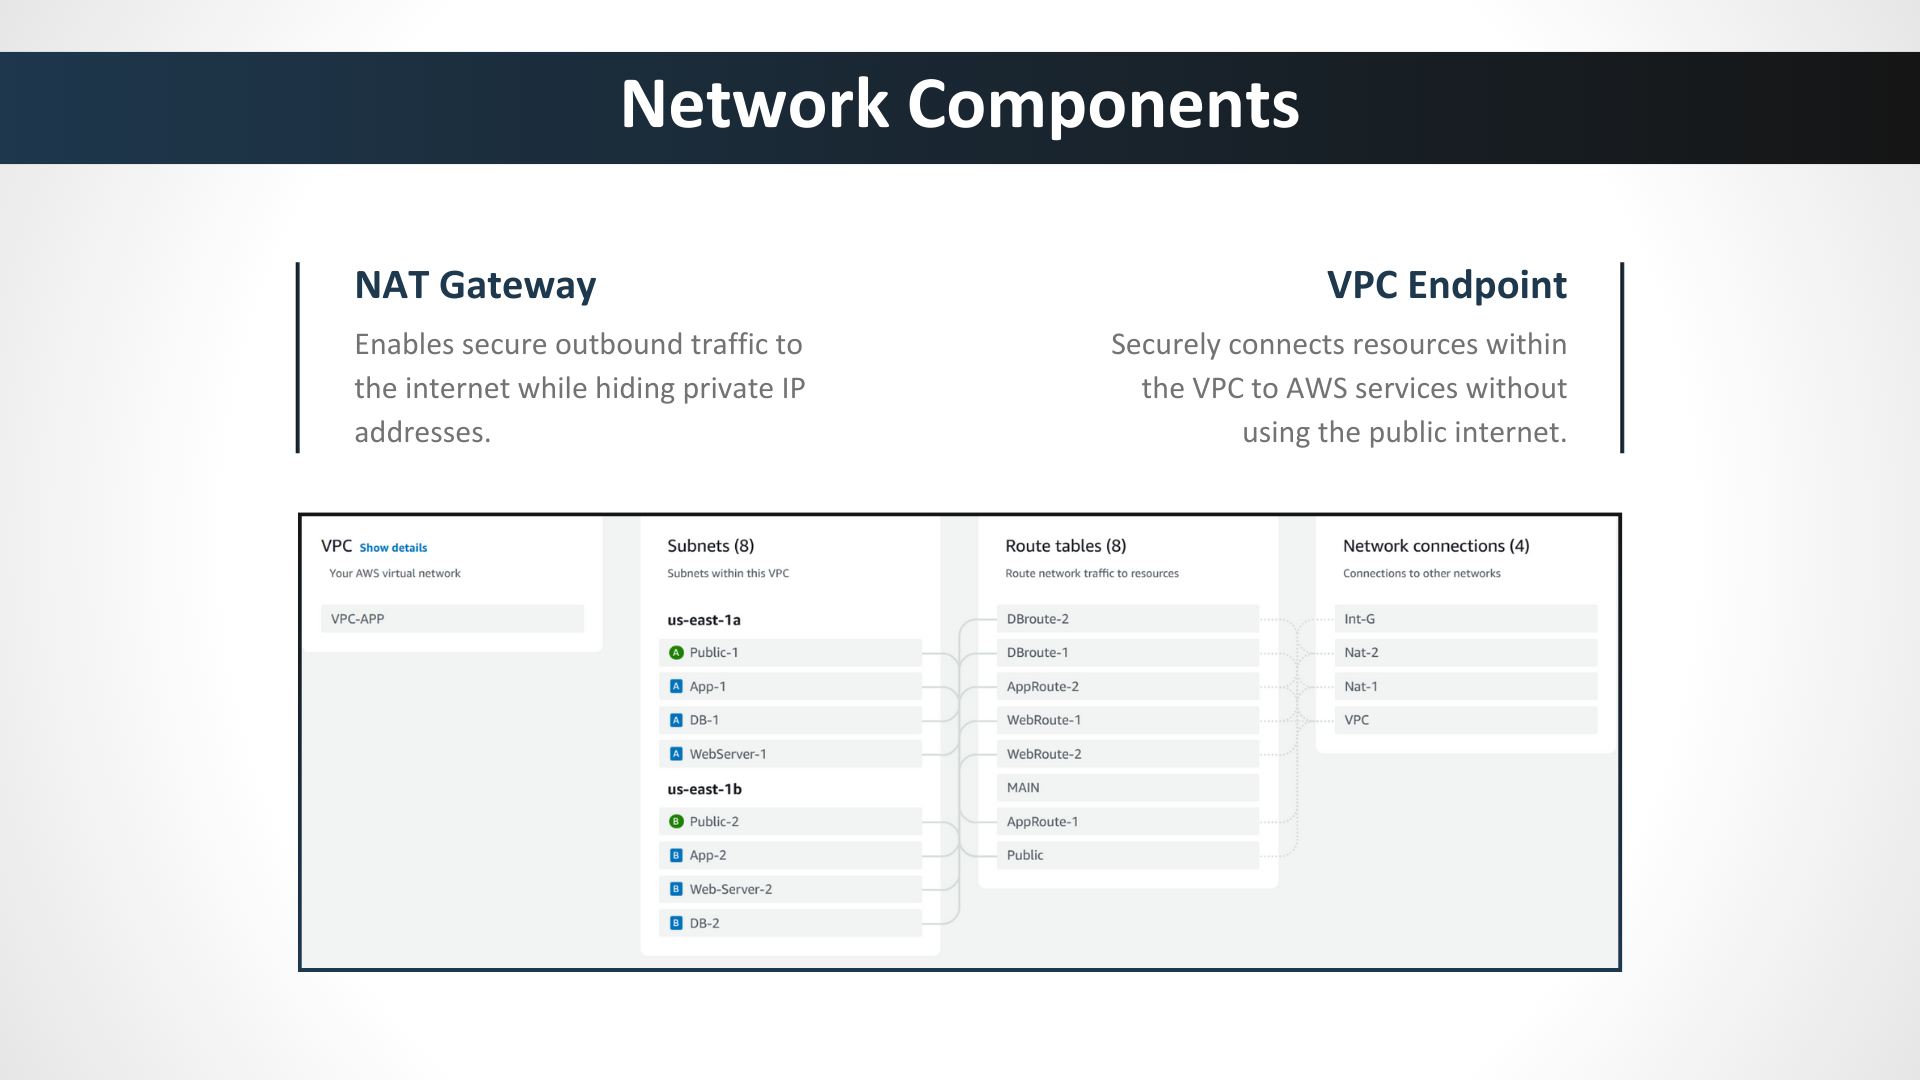 Network Components
NAT Gateway
Enables secure outbound traffic to
the internet while hiding private IP
addresses.
VPC Endpoint
Securely connects resources within
the VPC to AWS services without
using the public internet.
VPC Show details
Your AWS virtual network
VPC-APP
Subnets (8)
Subnets within this VPC
us-east-1a
A Public-1
A App-1
A DB-1
A WebServer-1
us-east-1b
B Public-2
B App-2
B Web-Server-2
B DB-2
Route tables (8)
Route network traffic to resources
DBroute-2
DBroute-1
AppRoute-2
WebRoute-1
WebRoute-2
MAIN
AppRoute-1
Public
Network connections (4)
Connections to other networks
Int-G
Nat-2
Nat-1
VPC